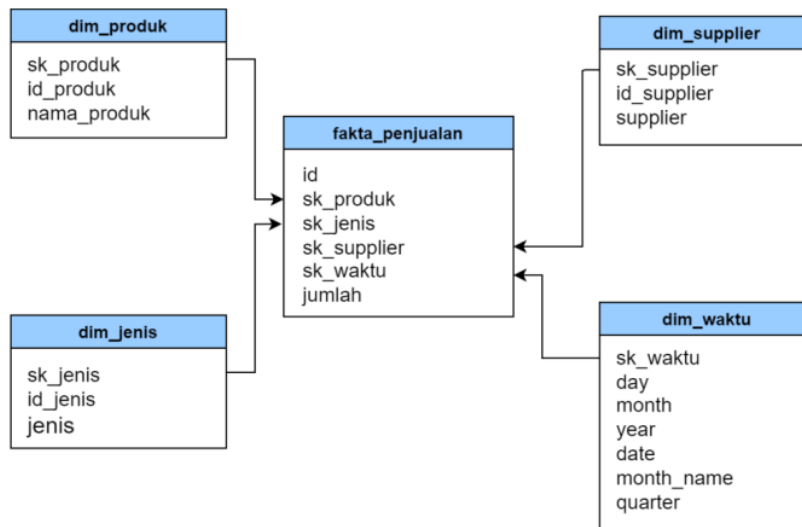 dim_produk
sk_produk
id_produk
nama_produk
dim_supplier
sk_supplier
id_supplier
supplier
fakta_penjualan
id
sk_produk
sk_jenis
sk_supplier
sk_waktu
jumlah
dim_jenis
sk_jenis
id_jenis
jenis
dim_waktu
sk_waktu
day
month
year
date
month_name
quarter